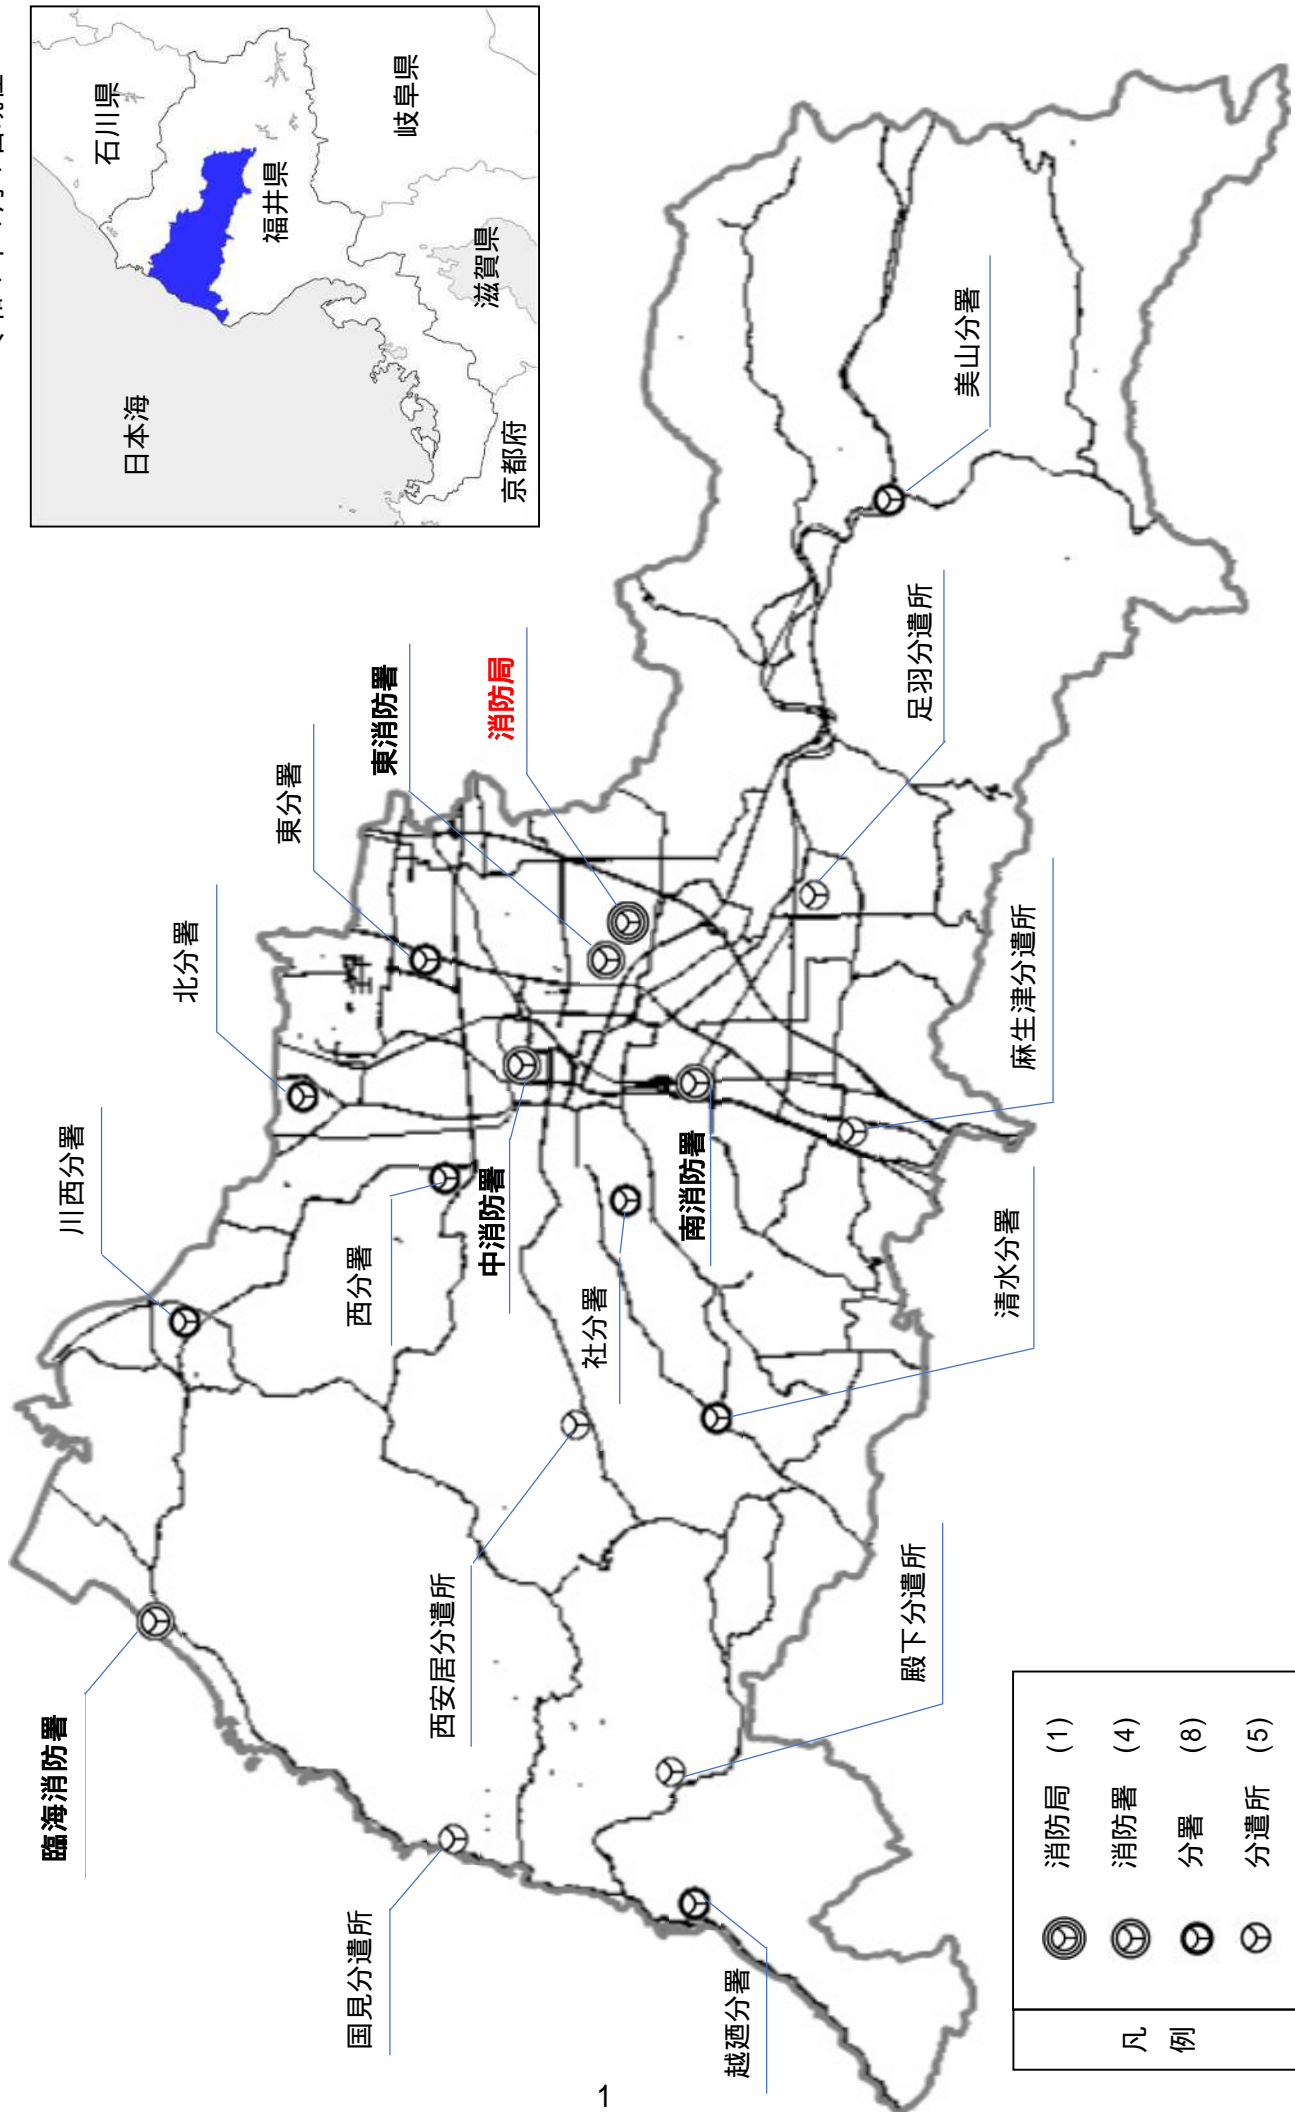 石川県
岐阜県
福井県
滋賀県
日本海
京都府
美山分署
足羽分遣所
消防局
東消防署
東分署
北分署
麻生津分遣所
川西分署
西分署
中消防署
社分署
南消防署
清水分署
臨海消防署
西安居分遣所
殿下分遣所
国見分遣所
越廼分署
凡例
消防局 (1)
消防署 (4)
分署 (8)
分遣所 (5)
1